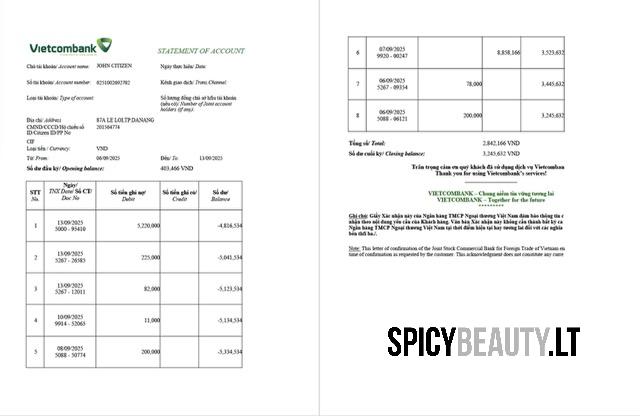 Vietcombank
STATEMENT OF ACCOUNT
Chủ tài khoản/ Account name: JOHN CITIZEN Ngày thực hiện/ Date:
Số tài khoản/ Account number: 0251002692702 Kênh giao dịch/ Trans. Channel:
Loại tài khoản/ Type of account: Số lượng đồng chủ sở hữu tài khoản
(nếu có)/ Number of Joint account
holders (if any):
Địa chỉ/ Address 87A LE LOI,TP.DANANG
CMND/CCCD/Hộ chiếu số 201564774
ID/Citizen ID/PP No
CIF
Loại tiền / Currency: VND
Từ/ From: 06/09/2025 Đến/ To: 13/09/2025
Số dư đầu kỳ/ Opening balance: 403,466 VND
STT
No.
Ngày/
TNX Date/ Số CT/
Doc No
Số tiền ghi nợ/
Debit
Số tiền ghi có/
Credit
Số dư/
Balance
1 13/09/2025
5000 - 95410 5,220,000 -4,816,534
2 13/09/2025
5267 - 26585 225,000 -5,041,534
3 13/09/2025
5267 - 12011 82,000 -5,123,534
4 10/09/2025
9914 - 52065 11,000 -5,134,534
5 08/09/2025
5088 - 50774 200,000 -5,334,534
6 07/09/2025
9920 - 00247 8,858,166 3,523,632
7 06/09/2025
5267 - 09354 78,000 3,445,632
8 06/09/2025
5088 - 06121 200,000 3,245,632
Tổng số/ Total: 2,842,166 VND
Số dư cuối kỳ/ Closing balance: 3,245,632 VND
Trân trọng cám ơn quý khách đã sử dụng dịch vụ Vietcomban
Thank you for using Vietcombank's services!
VIETCOMBANK – Chung niềm tin vững tương lai
VIETCOMBANK – Together for the future
*********
Ghi chú: Giấy Xác nhận này của Ngân hàng TMCP Ngoại thương Việt Nam đảm bảo thông tin c
nhận theo nội dung yêu cầu của Khách hàng. Văn bản Xác nhận này không cấu thành bất kỳ ca
Ngân hàng TMCP Ngoại thương Việt Nam tại thời điểm hiện tại hay tương lai đối với các nghĩa
bên thứ ba./.
Note: This letter of confirmation of the Joint Stock Commercial Bank for Foreign Trade of Vietnam en
time of confirmation as requested by the customer. This acknowledgment does not constitute any curre
SPICYBEAUTY.LT